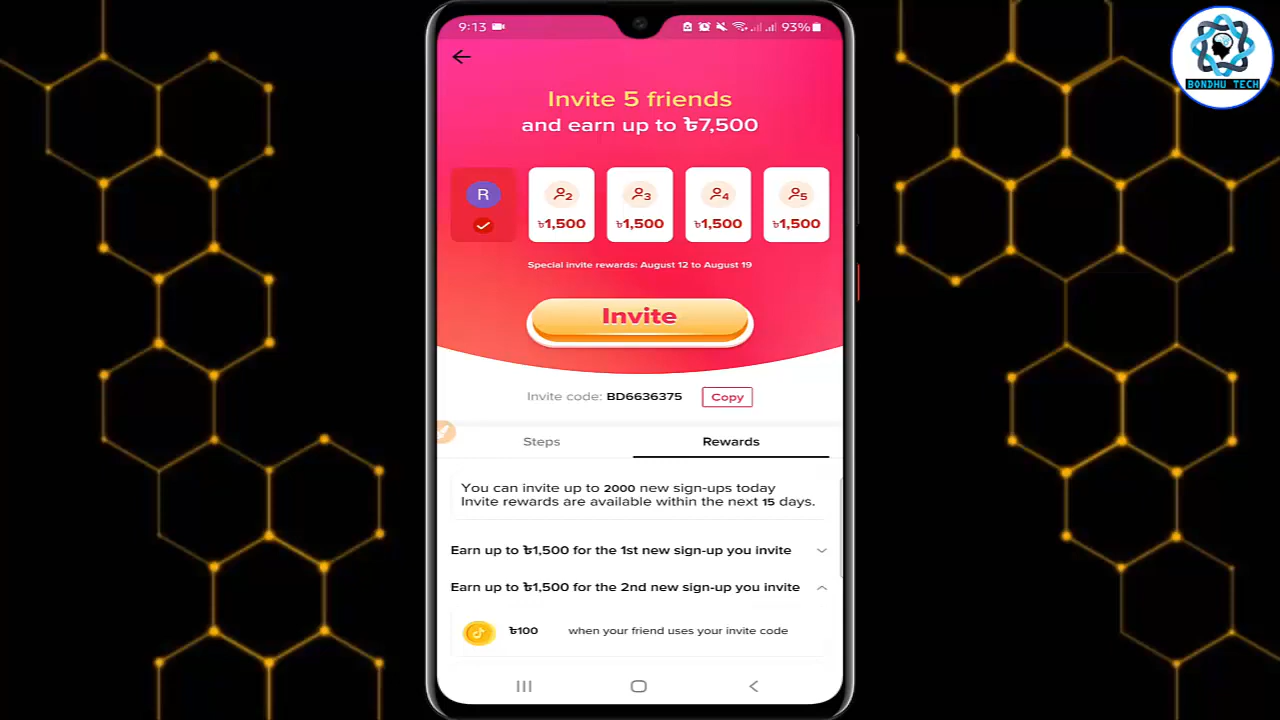 9:13
93%
BONDHU TECH
Invite 5 friends
and earn up to ৳7,500
R
2
3
4
5
৳1,500
৳1,500
৳1,500
৳1,500
Special invite rewards: August 12 to August 19
Invite
Invite code: BD6636375
Copy
Steps
Rewards
You can invite up to 2000 new sign-ups today
Invite rewards are available within the next 15 days.
Earn up to ৳1,500 for the 1st new sign-up you invite
Earn up to ৳1,500 for the 2nd new sign-up you invite
৳100 when your friend uses your invite code